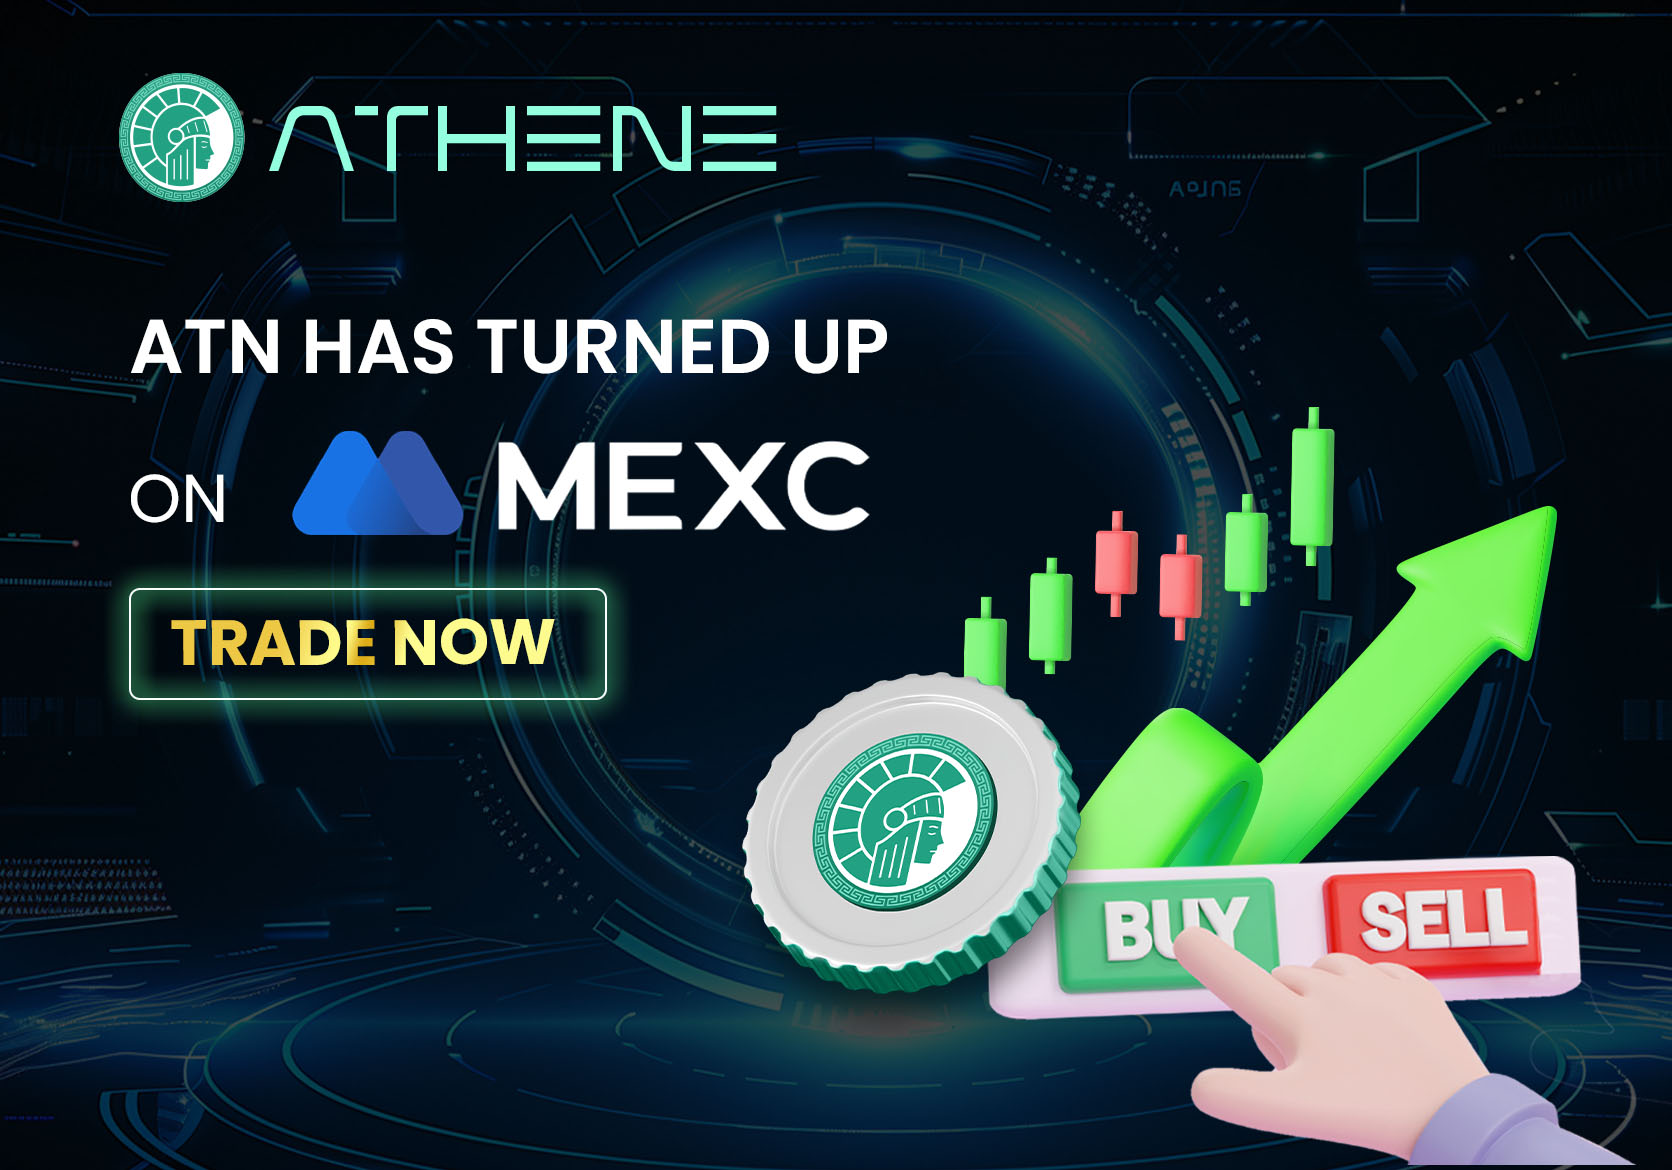 ATHENE
ATN HAS TURNED UP
ON MEXC
TRADE NOW
BUY SELL